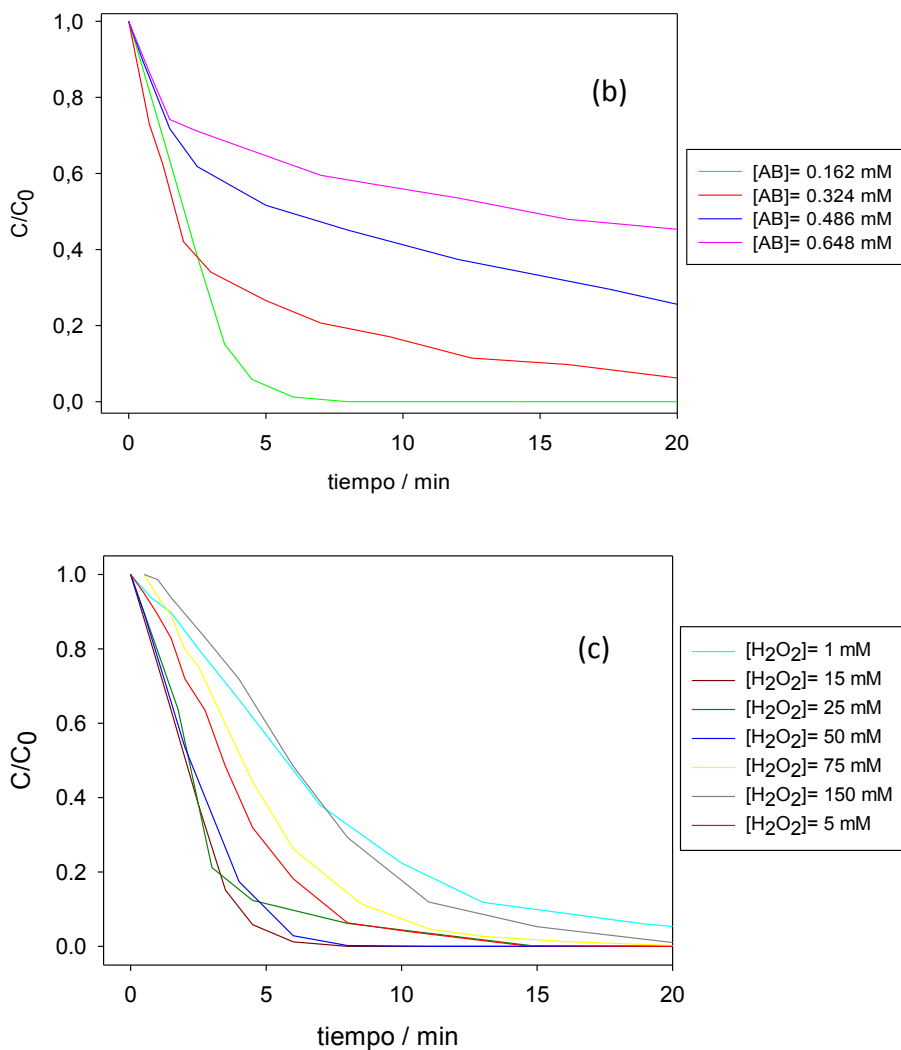 1,0
0,8
0,6
0,4
0,2
0,0
C/C0
(b)
[AB]= 0.162 mM
[AB]= 0.324 mM
[AB]= 0.486 mM
[AB]= 0.648 mM
0 5 10 15 20
tiempo / min
1.0
0.8
0.6
0.4
0.2
0.0
C/C0
(c)
[H2O2]= 1 mM
[H2O2]= 15 mM
[H2O2]= 25 mM
[H2O2]= 50 mM
[H2O2]= 75 mM
[H2O2]= 150 mM
[H2O2]= 5 mM
0 5 10 15 20
tiempo / min